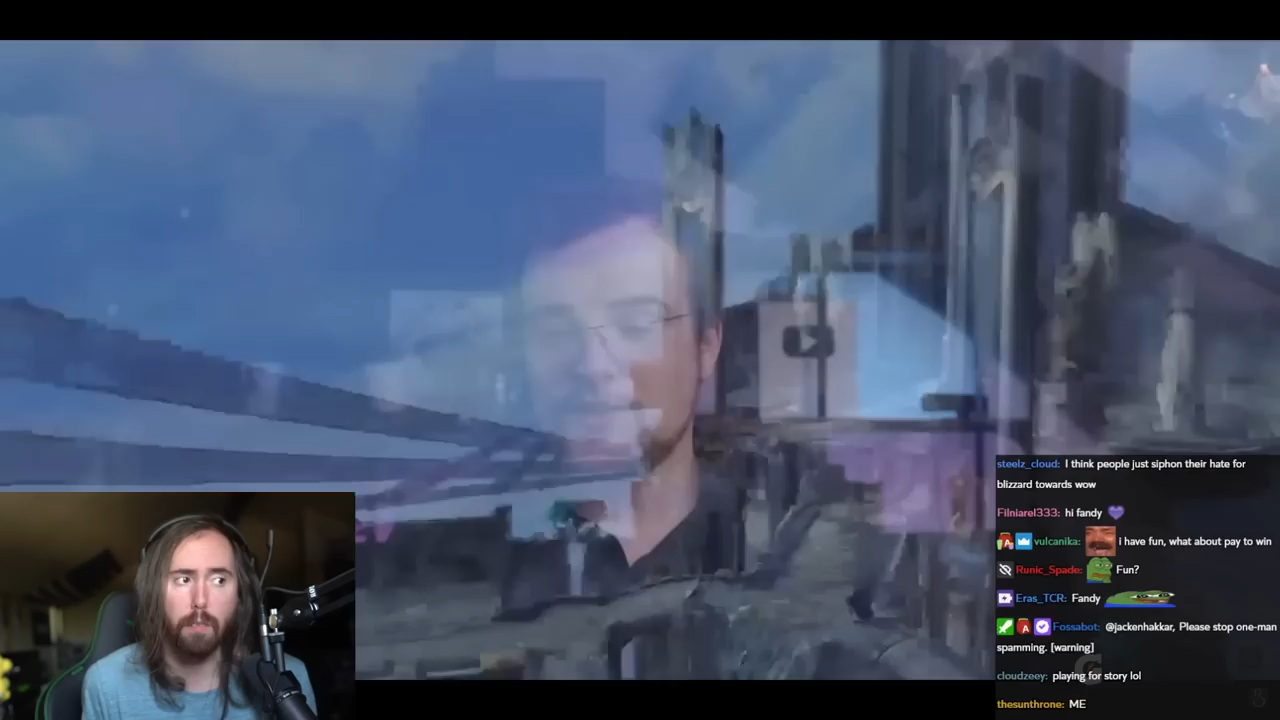 steelz_cloud: I think people just siphon their hate for
blizzard towards wow
Filniarel333: hi fandy
vulcanika: i have fun, what about pay to win
Runic_Spade: Fun?
Eras_TCR: Fandy
Fossabot: @jackenhakkar, Please stop one-man
spamming. [warning]
cloudzeey: playing for story lol
thesunthrone: ME